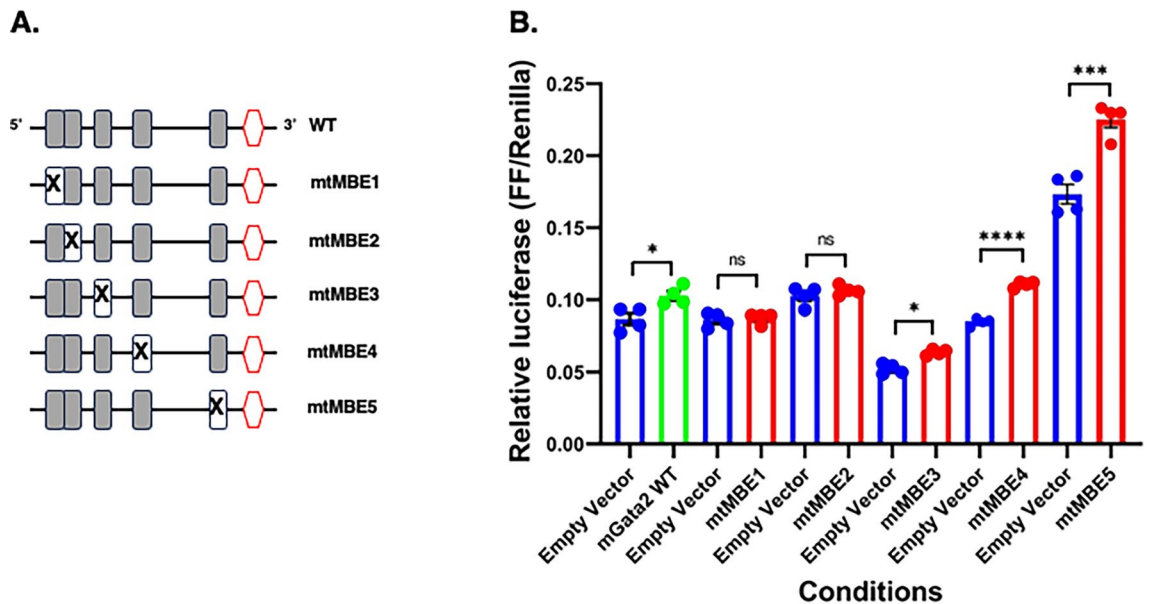 A.
5' 3' WT
X mtMBE1
X mtMBE2
X mtMBE3
X mtMBE4
X mtMBE5
B.
Relative luciferase (FF/Renilla)
0.25
0.20
0.15
0.10
0.05
0.00
*
ns
ns
*
****
***
Empty Vector
mGata2 WT
Empty Vector
mtMBE1
Empty Vector
mtMBE2
Empty Vector
mtMBE3
Empty Vector
mtMBE4
Empty Vector
mtMBE5
Conditions